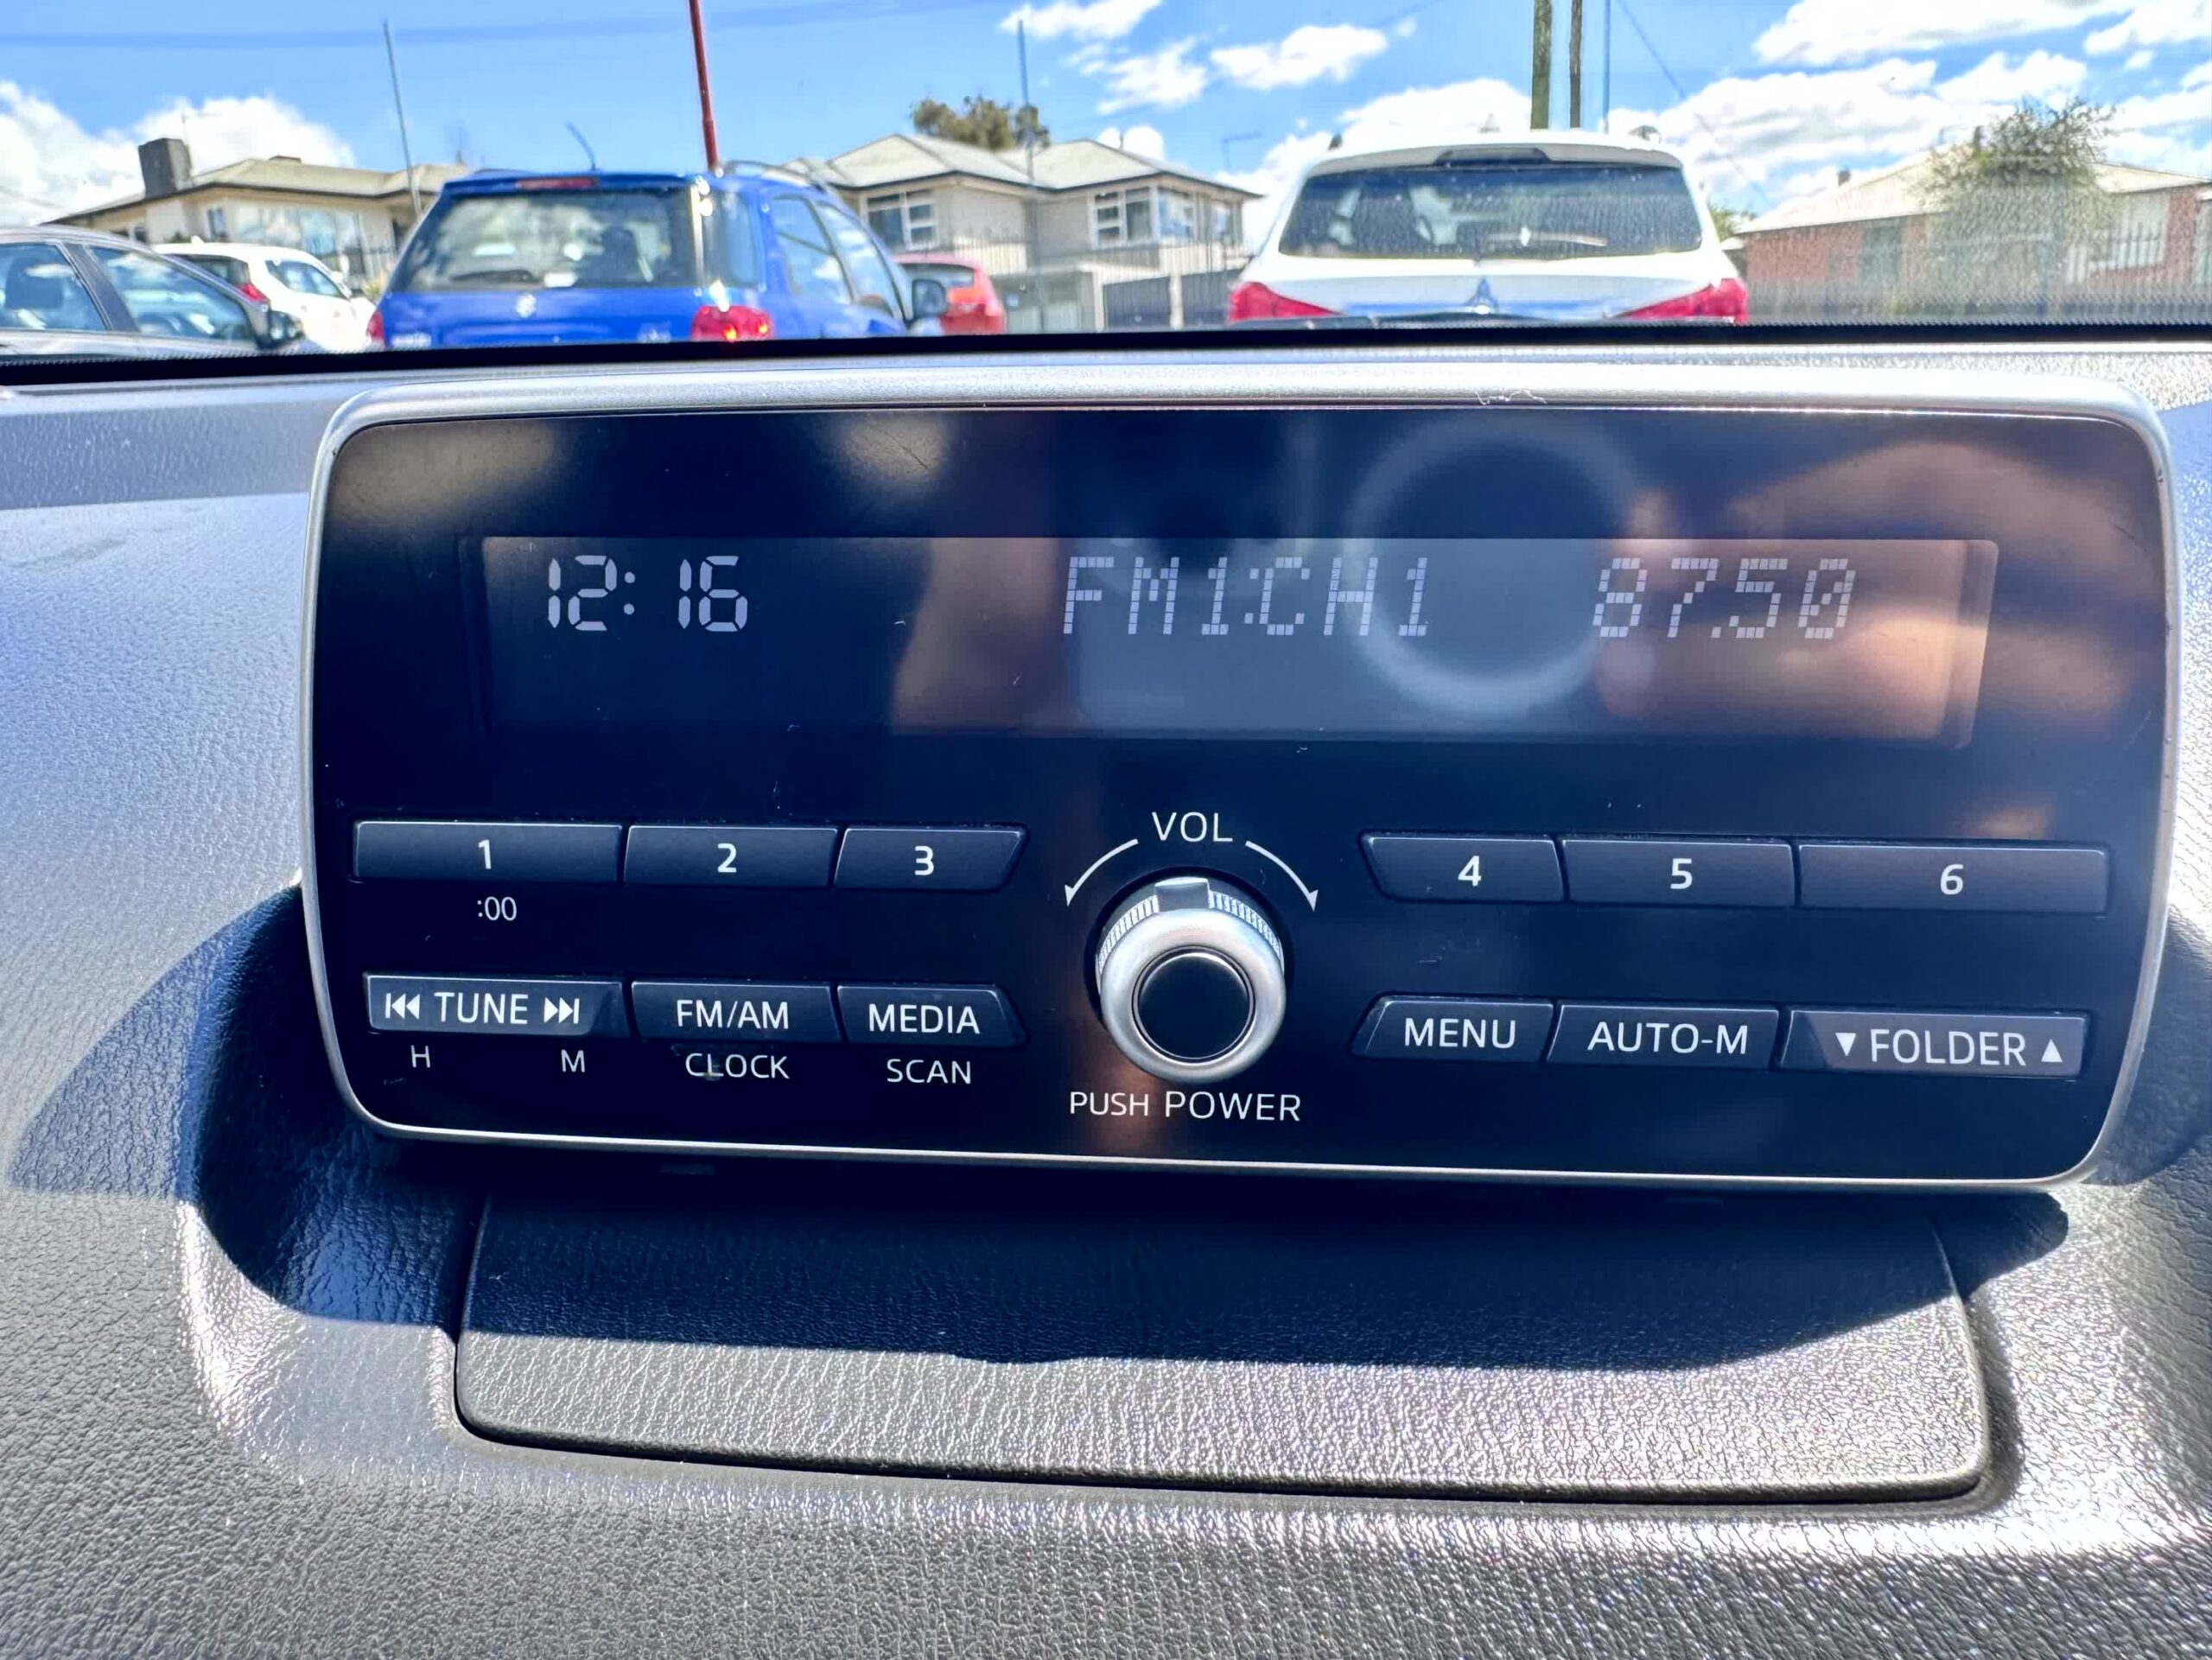 12:16 FM1:CH1 87.50
VOL
1 2 3 4 5 6
:00
TUNE FM/AM MEDIA MENU AUTO-M ▼ FOLDER ▲
H M CLOCK SCAN
PUSH POWER